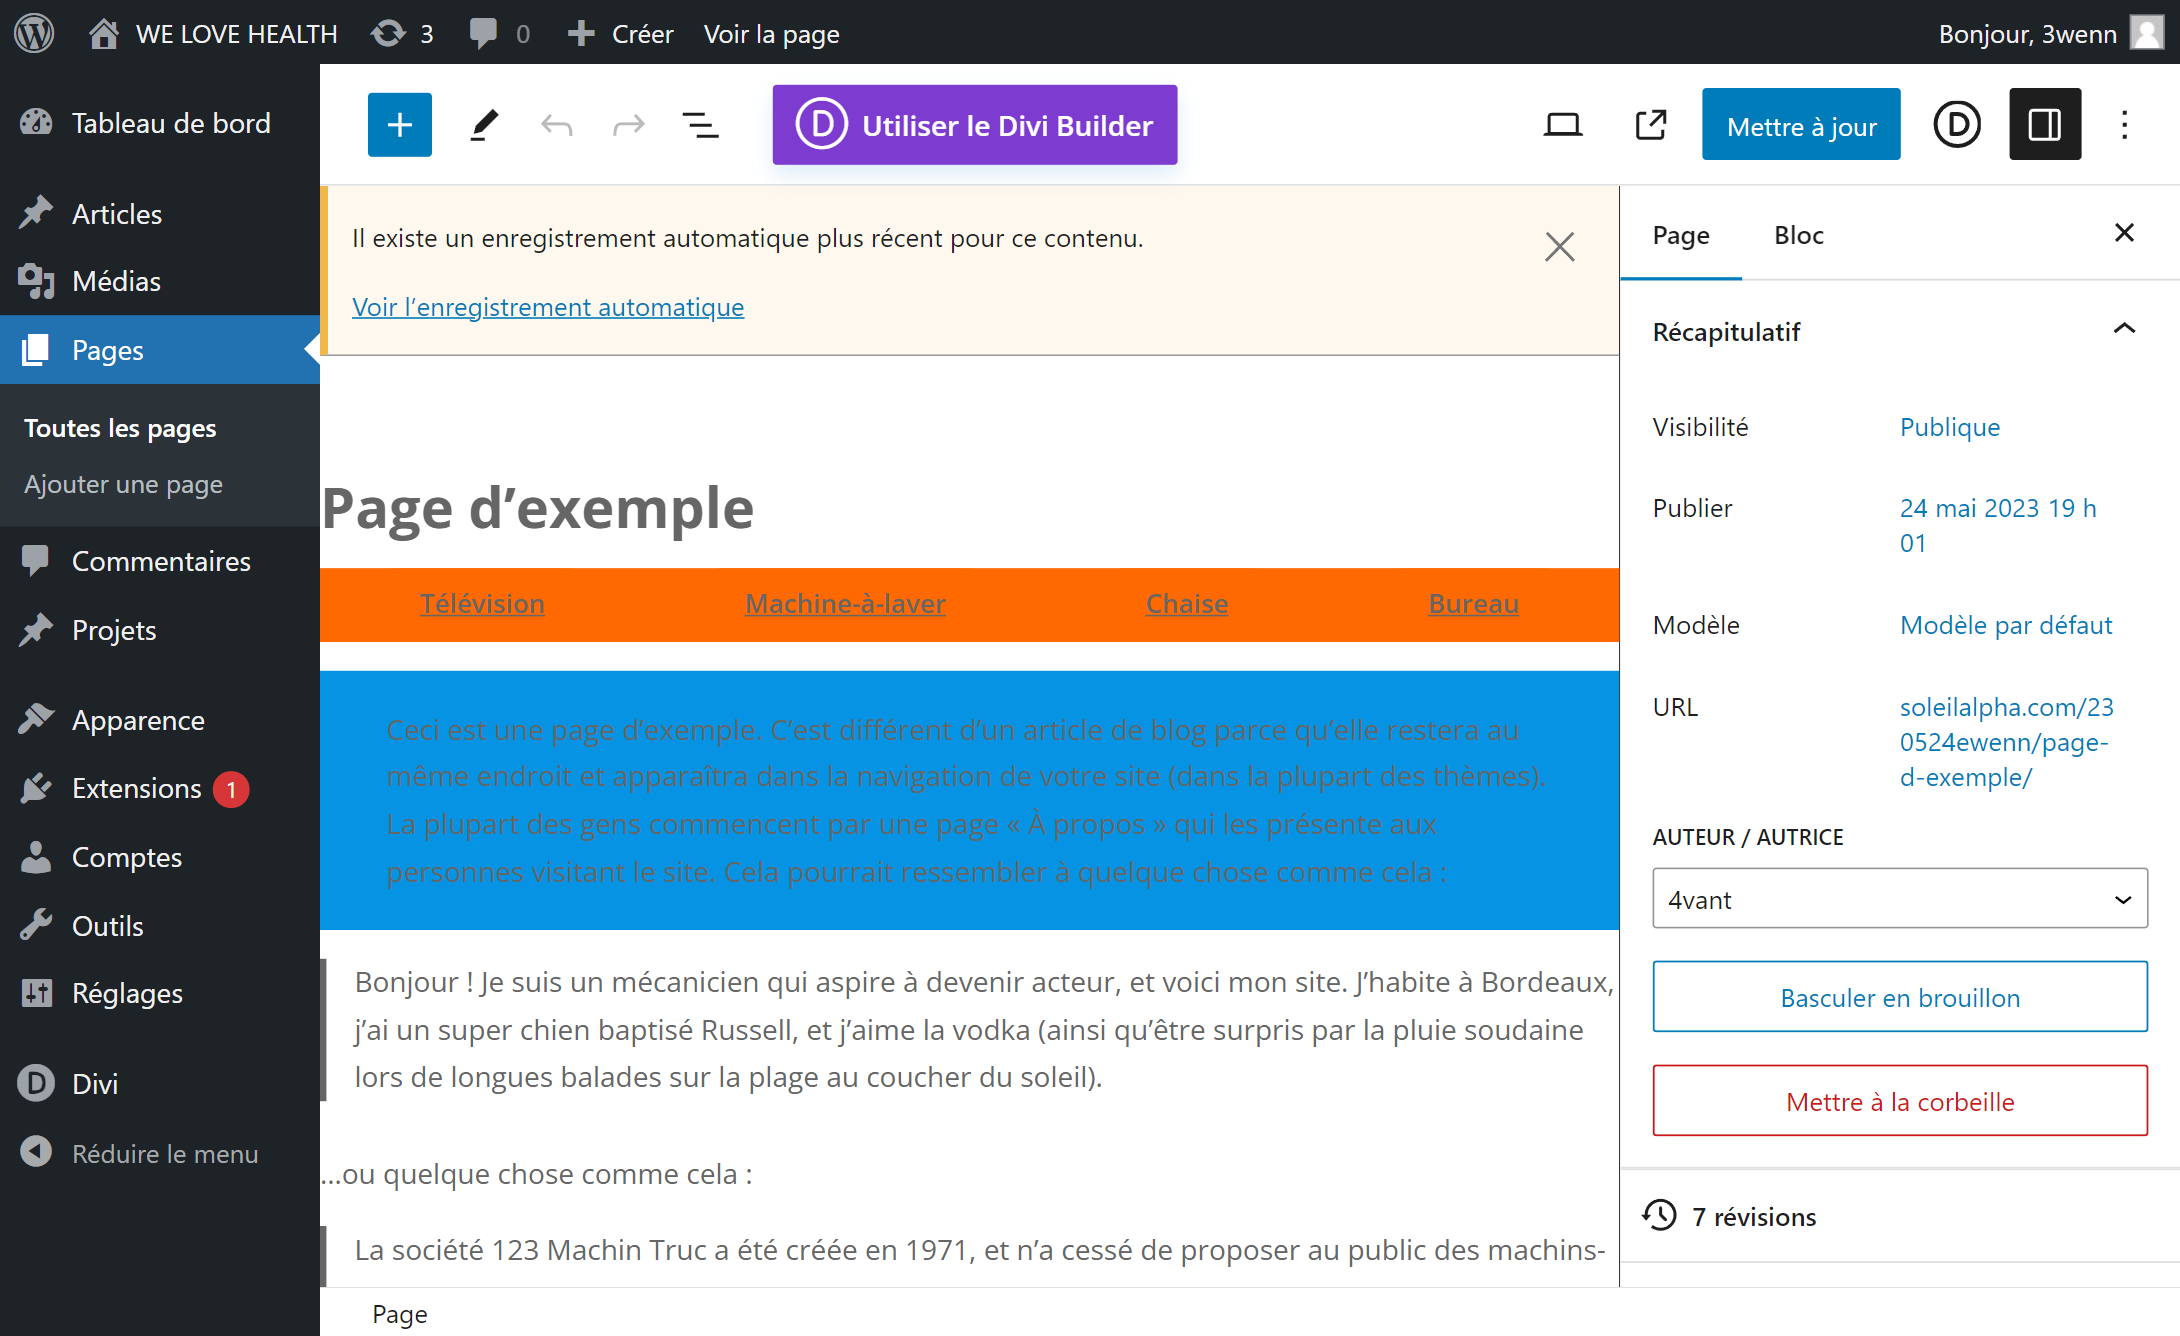 WE LOVE HEALTH 3 0 Créer Voir la page Bonjour, 3wenn
Tableau de bord
Articles
Médias
Pages
Toutes les pages
Ajouter une page
Commentaires
Projets
Apparence
Extensions 1
Comptes
Outils
Réglages
Divi
Réduire le menu
Utiliser le Divi Builder
Mettre à jour
Il existe un enregistrement automatique plus récent pour ce contenu.
Voir l’enregistrement automatique
Page d’exemple
Télévision Machine-à-laver Chaise Bureau
Ceci est une page d’exemple. C’est différent d’un article de blog parce qu’elle restera au
même endroit et apparaîtra dans la navigation de votre site (dans la plupart des thèmes).
La plupart des gens commencent par une page « À propos » qui les présente aux
personnes visitant le site. Cela pourrait ressembler à quelque chose comme cela :
Bonjour ! Je suis un mécanicien qui aspire à devenir acteur, et voici mon site. J’habite à Bordeaux,
j’ai un super chien baptisé Russell, et j’aime la vodka (ainsi qu’être surpris par la pluie soudaine
lors de longues balades sur la plage au coucher du soleil).
…ou quelque chose comme cela :
La société 123 Machin Truc a été créée en 1971, et n’a cessé de proposer au public des machins-
Page
Page Bloc
Récapitulatif
Visibilité Publique
Publier 24 mai 2023 19 h
01
Modèle Modèle par défaut
URL soleilalpha.com/23
0524ewenn/page-
d-exemple/
AUTEUR / AUTRICE
4vant
Basculer en brouillon
Mettre à la corbeille
7 révisions